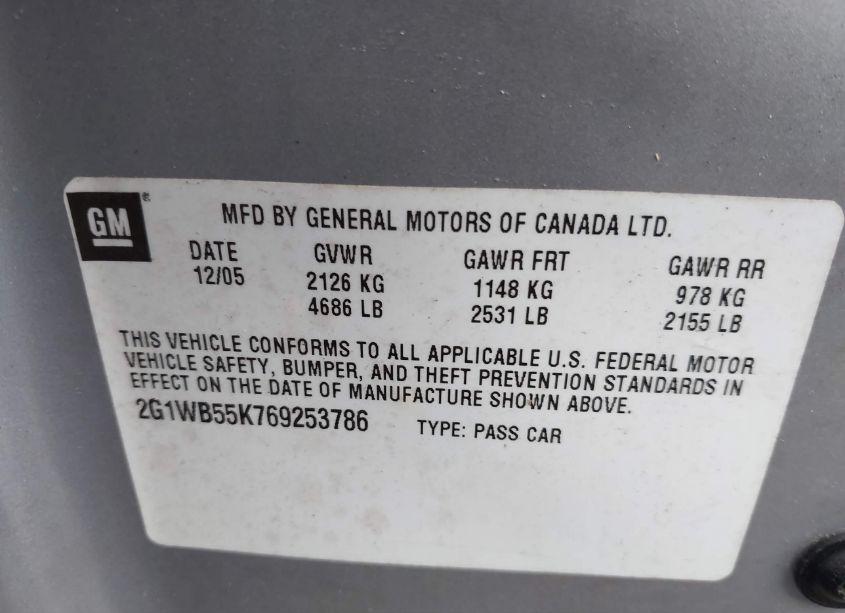 GM
MFD BY GENERAL MOTORS OF CANADA LTD.
DATE GVWR GAWR FRT GAWR RR
12/05 2126 KG 1148 KG 978 KG
4686 LB 2531 LB 2155 LB
THIS VEHICLE CONFORMS TO ALL APPLICABLE U.S. FEDERAL MOTOR
VEHICLE SAFETY, BUMPER, AND THEFT PREVENTION STANDARDS IN
EFFECT ON THE DATE OF MANUFACTURE SHOWN ABOVE.
2G1WB55K769253786 TYPE: PASS CAR